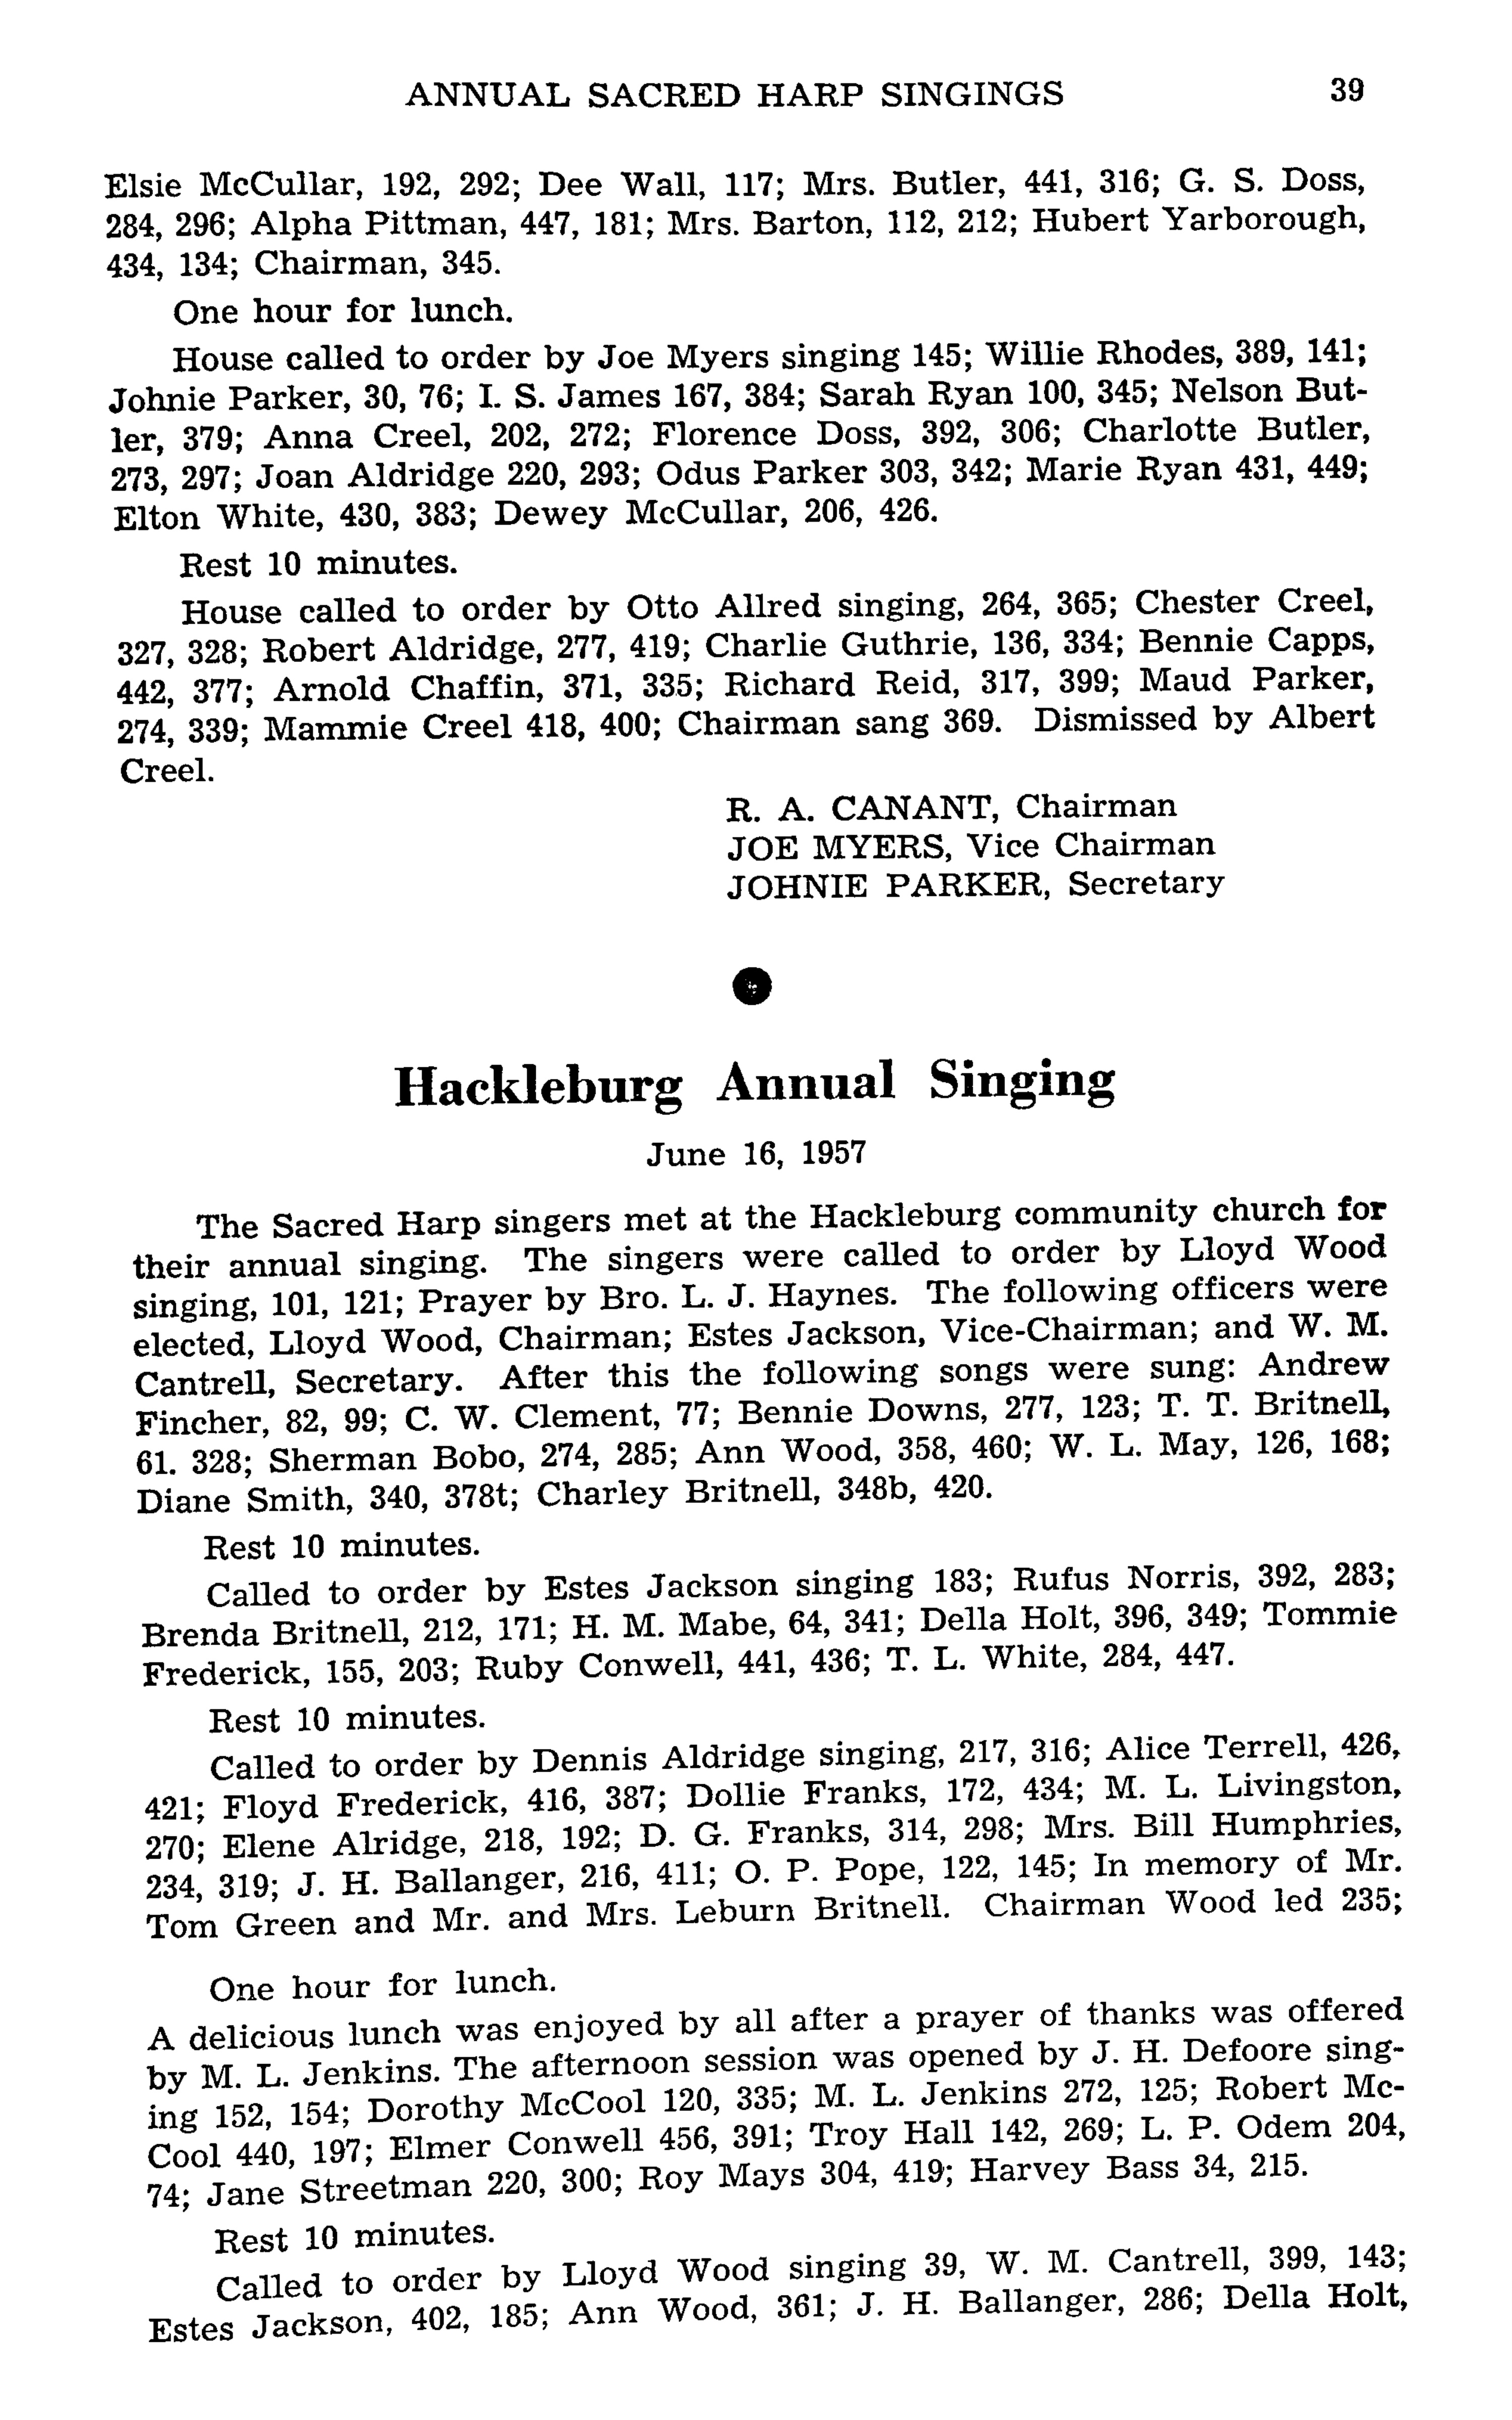 ANNUAL SACRED HARP SINGINGS 39
Elsie McCullar, 192, 292; Dee Wall, 117; Mrs. Butler, 441, 316; G. S. Doss,
284, 296; Alpha Pittman, 447, 181; Mrs. Barton, 112, 212; Hubert Yarborough,
434, 134; Chairman, 345.
One hour for lunch.
House called to order by Joe Myers singing 145; Willie Rhodes, 389, 141;
Johnie Parker, 30, 76; I. S. James 167, 384; Sarah Ryan 100, 345; Nelson But-
ler, 379; Anna Creel, 202, 272; Florence Doss, 392, 306; Charlotte Butler,
273, 297; Joan Aldridge 220, 293; Odus Parker 303, 342; Marie Ryan 431, 449;
Elton White, 430, 383; Dewey McCullar, 206, 426.
Rest 10 minutes.
House called to order by Otto Allred singing, 264, 365; Chester Creel,
327, 328; Robert Aldridge, 277, 419; Charlie Guthrie, 136, 334; Bennie Capps,
442, 377; Arnold Chaffin, 371, 335; Richard Reid, 317, 399; Maud Parker,
274, 339; Mammie Creel 418, 400; Chairman sang 369. Dismissed by Albert
Creel.
R. A. CANANT, Chairman
JOE MYERS, Vice Chairman
JOHNIE PARKER, Secretary
Hackleburg Annual Singing
June 16, 1957
The Sacred Harp singers met at the Hackleburg community church for
their annual singing. The singers were called to order by Lloyd Wood
singing, 101, 121; Prayer by Bro. L. J. Haynes. The following officers were
elected, Lloyd Wood, Chairman; Estes Jackson, Vice-Chairman; and W. M.
Cantrell, Secretary. After this the following songs were sung: Andrew
Fincher, 82, 99; C. W. Clement, 77; Bennie Downs, 277, 123; T. T. Britnell,
61. 328; Sherman Bobo, 274, 285; Ann Wood, 358, 460; W. L. May, 126, 168;
Diane Smith, 340, 378t; Charley Britnell, 348b, 420.
Rest 10 minutes.
Called to order by Estes Jackson singing 183; Rufus Norris, 392, 283;
Brenda Britnell, 212, 171; H. M. Mabe, 64, 341; Della Holt, 396, 349; Tommie
Frederick, 155, 203; Ruby Conwell, 441, 436; T. L. White, 284, 447.
Rest 10 minutes.
Called to order by Dennis Aldridge singing, 217, 316; Alice Terrell, 426,
421; Floyd Frederick, 416, 387; Dollie Franks, 172, 434; M. L. Livingston,
270; Elene Alridge, 218, 192; D. G. Franks, 314, 298; Mrs. Bill Humphries,
234, 319; J. H. Ballanger, 216, 411; O. P. Pope, 122, 145; In memory of Mr.
Tom Green and Mr. and Mrs. Leburn Britnell. Chairman Wood led 235;
One hour for lunch.
A delicious lunch was enjoyed by all after a prayer of thanks was offered
by M. L. Jenkins. The afternoon session was opened by J. H. Defoore sing-
ing 152, 154; Dorothy McCool 120, 335; M. L. Jenkins 272, 125; Robert Mc-
Cool 440, 197; Elmer Conwell 456, 391; Troy Hall 142, 269; L. P. Odem 204,
74; Jane Streetman 220, 300; Roy Mays 304, 419; Harvey Bass 34, 215.
Rest 10 minutes.
Called to order by Lloyd Wood singing 39, W. M. Cantrell, 399, 143;
Estes Jackson, 402, 185; Ann Wood, 361; J. H. Ballanger, 286; Della Holt,